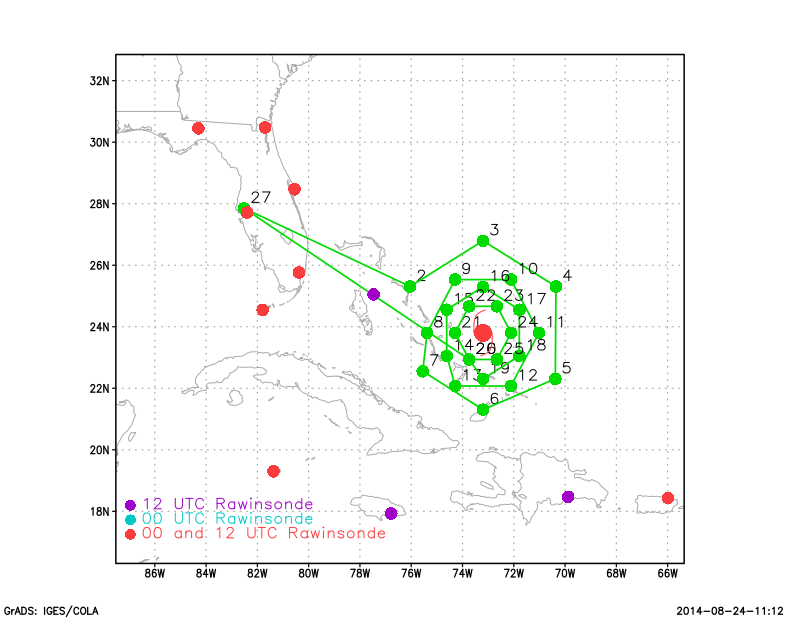 32N
30N
28N
26N
24N
22N
20N
18N
27
3
2
9
16
10
4
15
22
23
17
8
21
24
11
7
14
20
25
18
13
19
12
5
6
12 UTC Rawinsonde
00 UTC Rawinsonde
00 and 12 UTC Rawinsonde
86W 84W 82W 80W 78W 76W 74W 72W 70W 68W 66W
GrADS: IGES/COLA 2014-08-24-11:12